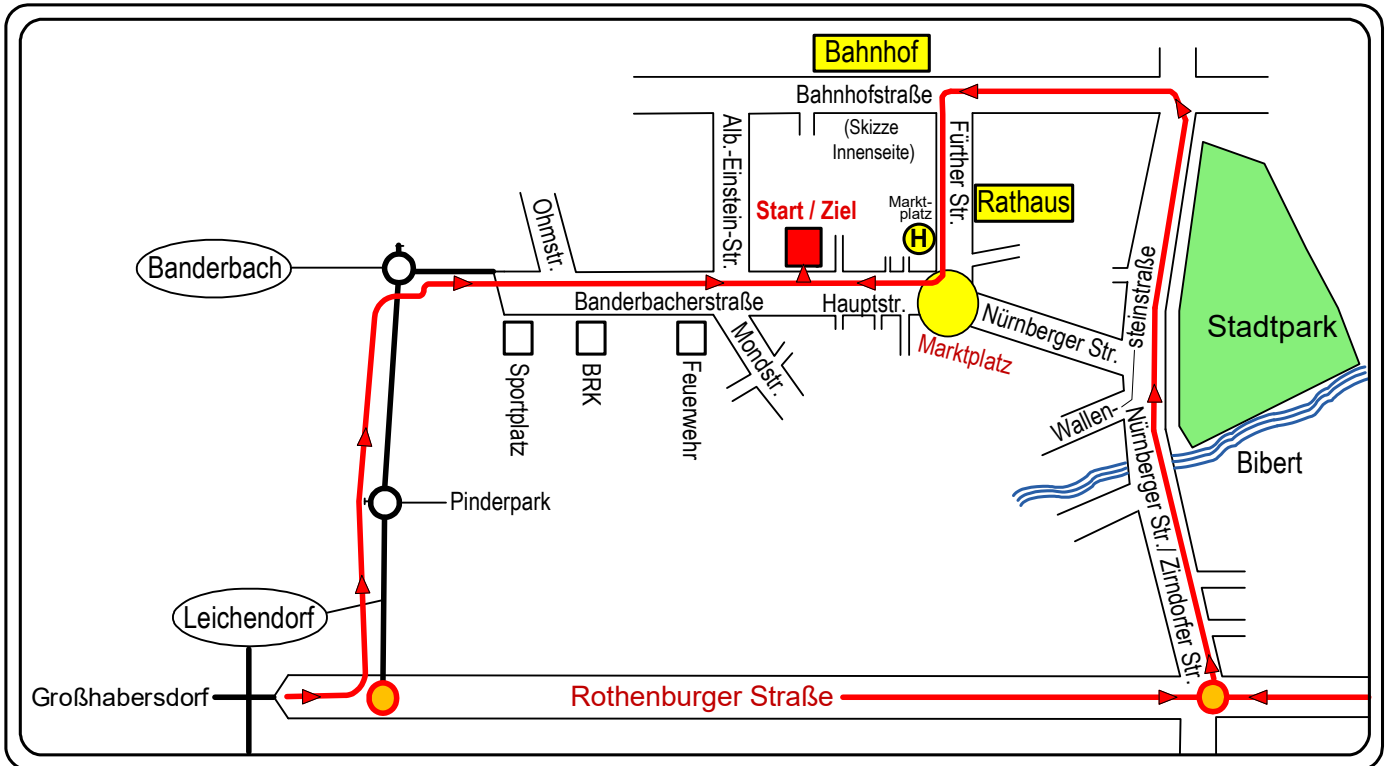 Bahnhof
Bahnhofstraße
(Skizze
Innenseite)
Alb.-Einstein-Str.
Fürther Str.
Ohmstr.
Start / Ziel
Markt-
platz
H
Rathaus
Banderbach
Banderbacherstraße
Hauptstr.
Nürnberger Str.
Marktplatz
Wallen-
steinstraße
Stadtpark
Sportplatz
BRK
Feuerwehr
Mondstr.
Bibert
Nürnberger Str./ Zirndorfer Str.
Pinderpark
Leichendorf
Großhabersdorf
Rothenburger Straße